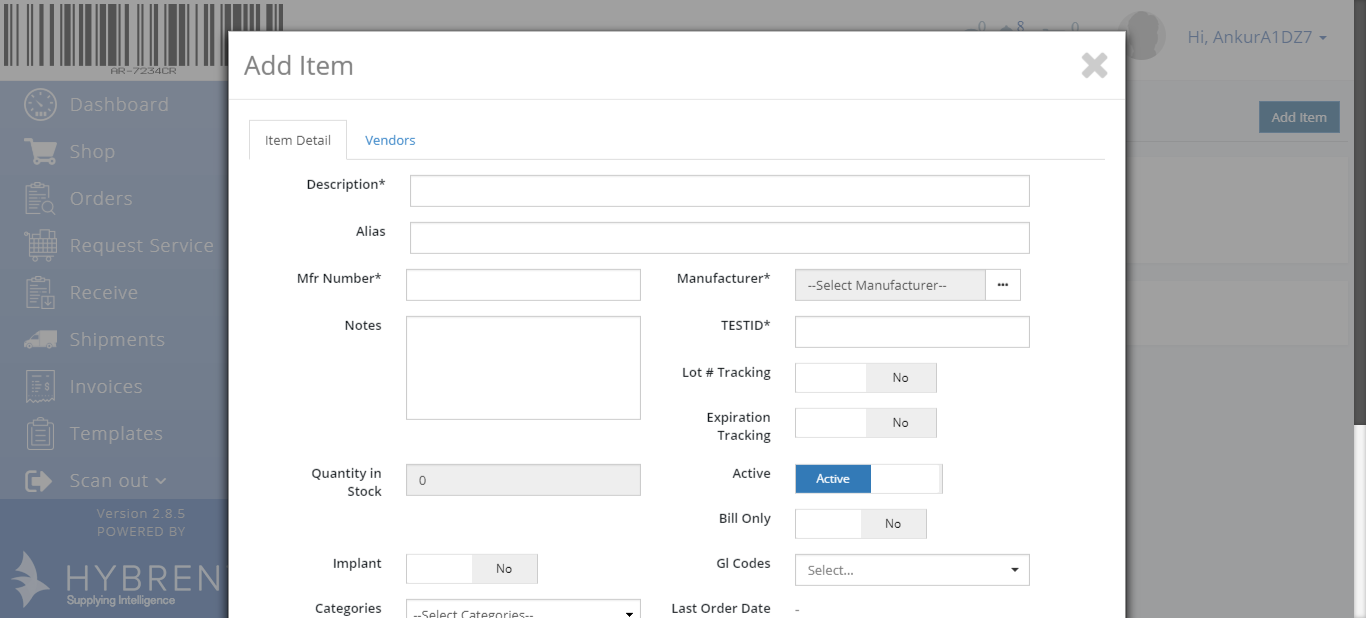 AR-7234CR
0
8
0
Hi, AnkurA1DZ7
Add Item
Add Item
Dashboard
Shop
Orders
Request Service
Receive
Shipments
Invoices
Templates
Scan out
Version 2.8.5
POWERED BY
HYBREN
Supplying Intelligence
Item Detail
Vendors
Description*
Alias
Mfr Number*
Manufacturer*
--Select Manufacturer--
...
Notes
TESTID*
Lot # Tracking
No
Expiration
Tracking
No
Quantity in
Stock
0
Active
Active
Bill Only
No
Implant
No
Gl Codes
Select...
Categories
--Select Categories--
Last Order Date
-